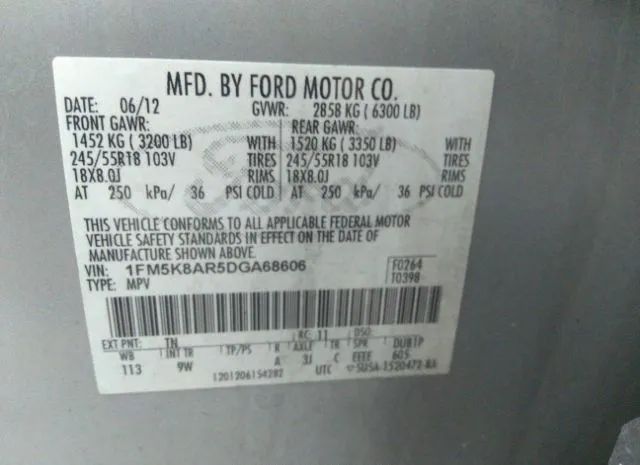 MFD. BY FORD MOTOR CO.
DATE: 06/12 GVWR: 2858 KG ( 6300 LB)
FRONT GAWR: REAR GAWR:
1452 KG ( 3200 LB) WITH 1520 KG ( 3350 LB) WITH
245/55R18 103V TIRES 245/55R18 103V TIRES
18X8.0J RIMS 18X8.0J RIMS
AT 250 kPa/ 36 PSI COLD AT 250 kPa/ 36 PSI COLD
THIS VEHICLE CONFORMS TO ALL APPLICABLE FEDERAL MOTOR
VEHICLE SAFETY STANDARDS IN EFFECT ON THE DATE OF
MANUFACTURE SHOWN ABOVE.
VIN: 1FM5K8AR5DGA68606 F0264
TYPE: MPV T0398
EXT PNT: TN RC: 11 DSO:
WB INT TR TP/PS R AXLE TR SPR DUBTP
113 9W A 3J C EEEE 605
1201206154282 UTC